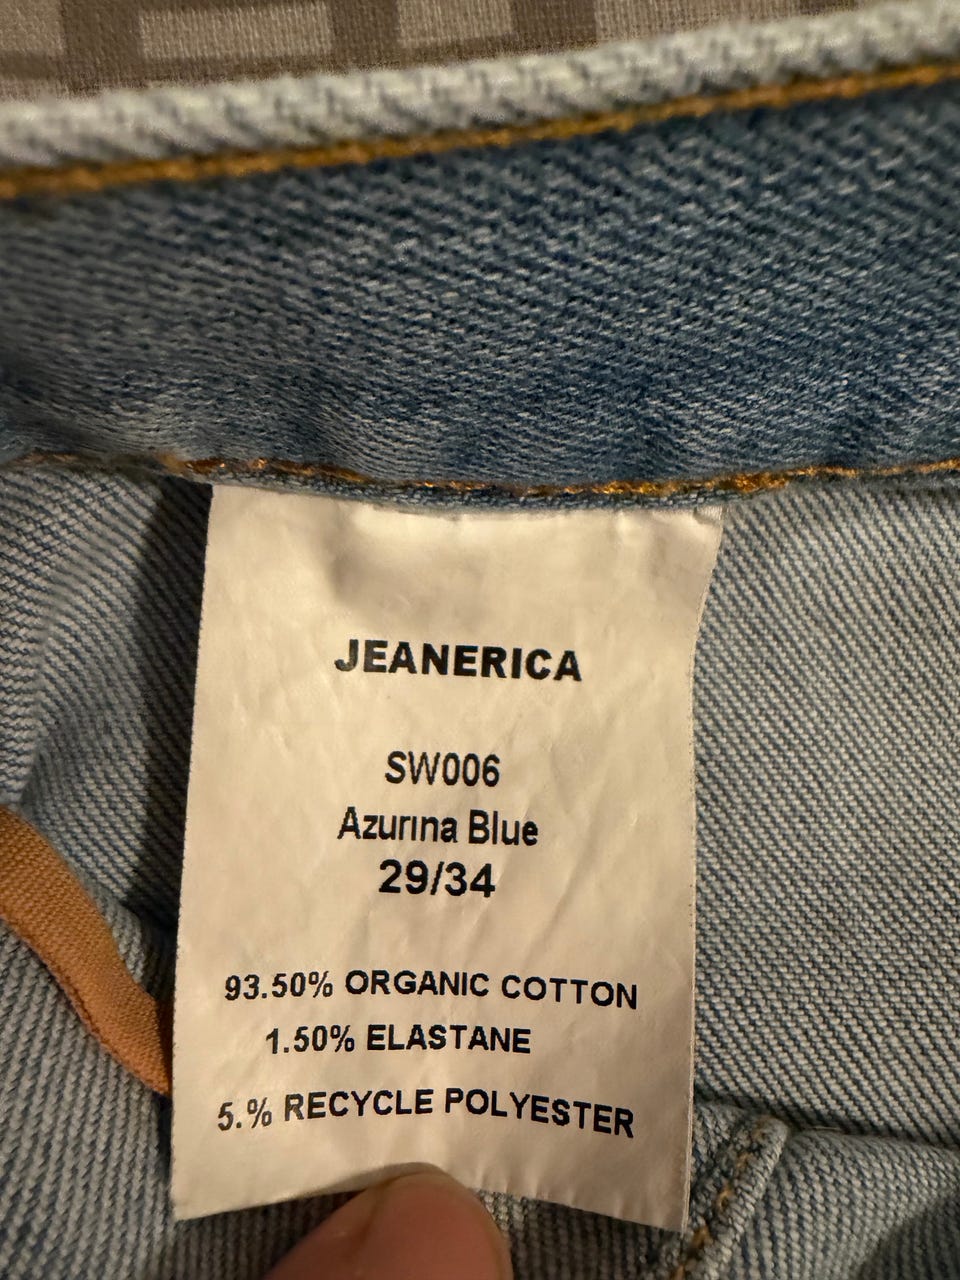 JEANERICA
SW006
Azurina Blue
29/34
93.50% ORGANIC COTTON
1.50% ELASTANE
5.% RECYCLE POLYESTER